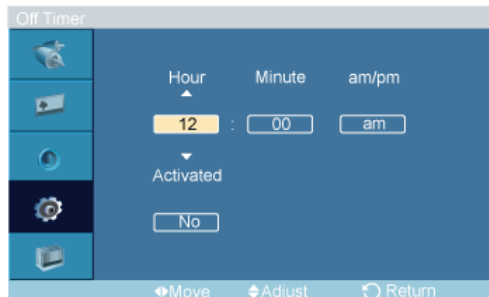 Off Timer
Hour Minute am/pm
12 : 00 am
Activated
No
Move Adjust Return